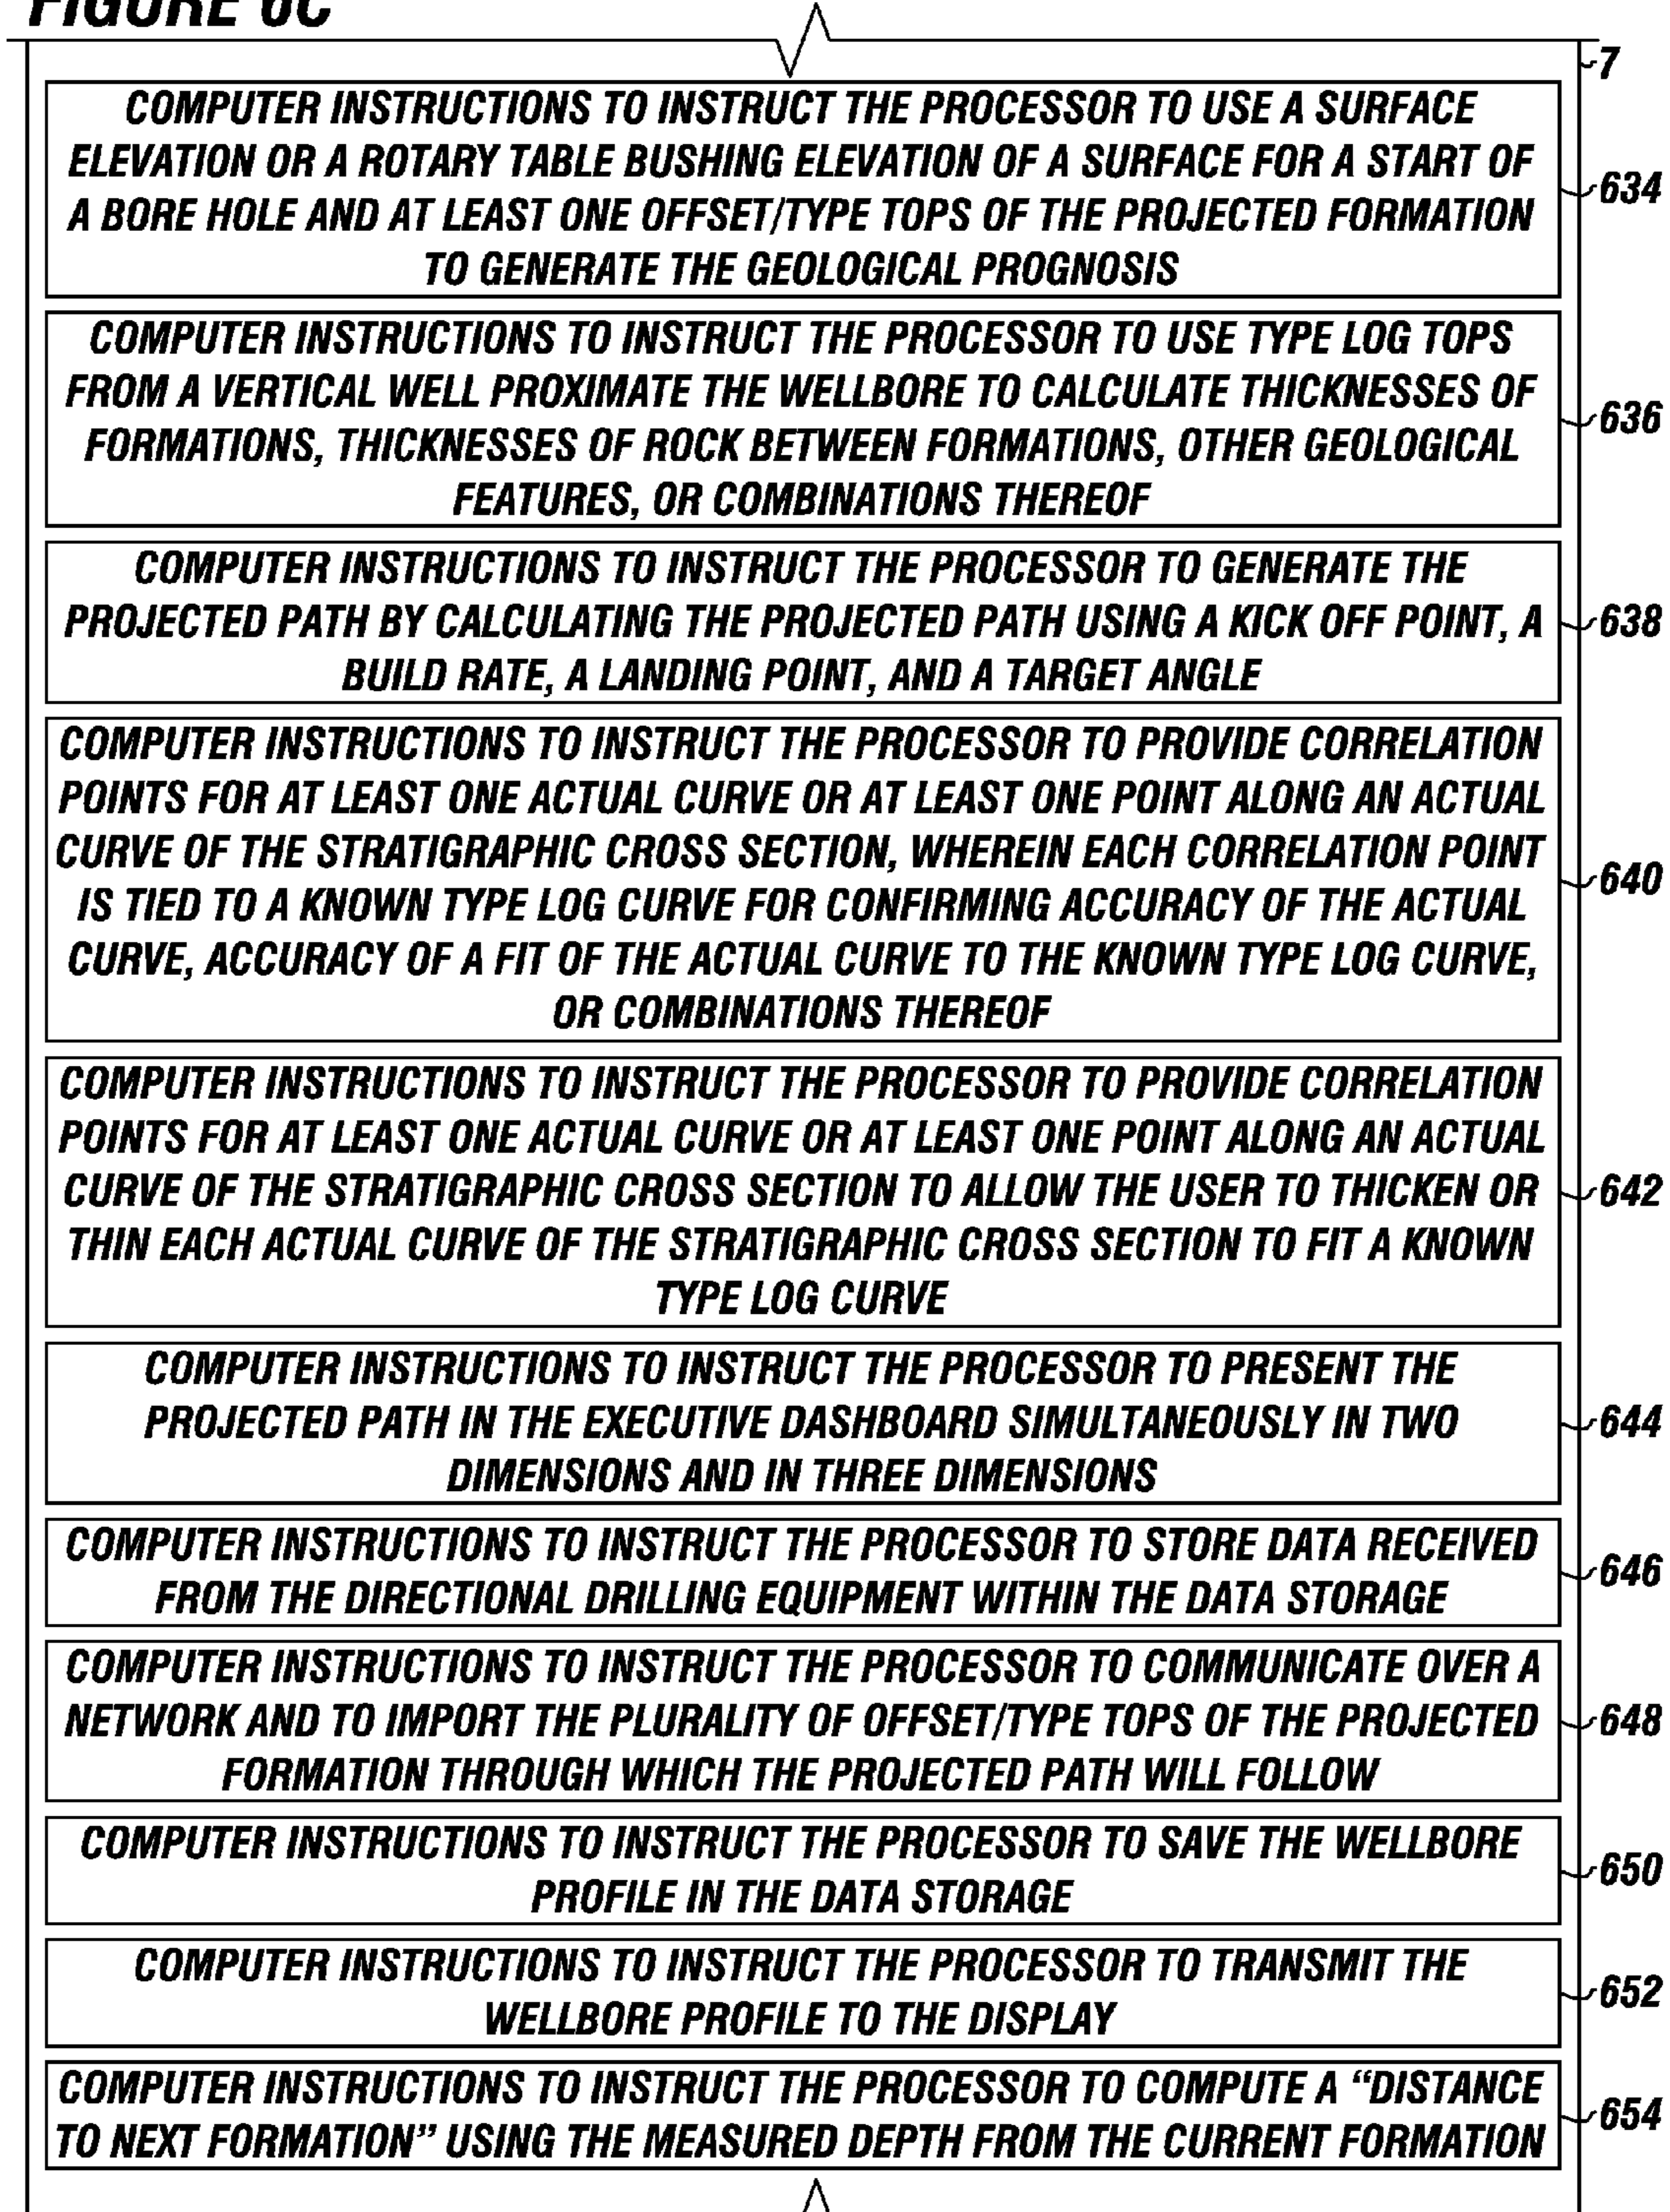 FIGURE 6C
7
COMPUTER INSTRUCTIONS TO INSTRUCT THE PROCESSOR TO USE A SURFACE
ELEVATION OR A ROTARY TABLE BUSHING ELEVATION OF A SURFACE FOR A START OF
A BORE HOLE AND AT LEAST ONE OFFSET/TYPE TOPS OF THE PROJECTED FORMATION
TO GENERATE THE GEOLOGICAL PROGNOSIS
634
COMPUTER INSTRUCTIONS TO INSTRUCT THE PROCESSOR TO USE TYPE LOG TOPS
FROM A VERTICAL WELL PROXIMATE THE WELLBORE TO CALCULATE THICKNESSES OF
FORMATIONS, THICKNESSES OF ROCK BETWEEN FORMATIONS, OTHER GEOLOGICAL
FEATURES, OR COMBINATIONS THEREOF
636
COMPUTER INSTRUCTIONS TO INSTRUCT THE PROCESSOR TO GENERATE THE
PROJECTED PATH BY CALCULATING THE PROJECTED PATH USING A KICK OFF POINT, A
BUILD RATE, A LANDING POINT, AND A TARGET ANGLE
638
COMPUTER INSTRUCTIONS TO INSTRUCT THE PROCESSOR TO PROVIDE CORRELATION
POINTS FOR AT LEAST ONE ACTUAL CURVE OR AT LEAST ONE POINT ALONG AN ACTUAL
CURVE OF THE STRATIGRAPHIC CROSS SECTION, WHEREIN EACH CORRELATION POINT
IS TIED TO A KNOWN TYPE LOG CURVE FOR CONFIRMING ACCURACY OF THE ACTUAL
CURVE, ACCURACY OF A FIT OF THE ACTUAL CURVE TO THE KNOWN TYPE LOG CURVE,
OR COMBINATIONS THEREOF
640
COMPUTER INSTRUCTIONS TO INSTRUCT THE PROCESSOR TO PROVIDE CORRELATION
POINTS FOR AT LEAST ONE ACTUAL CURVE OR AT LEAST ONE POINT ALONG AN ACTUAL
CURVE OF THE STRATIGRAPHIC CROSS SECTION TO ALLOW THE USER TO THICKEN OR
THIN EACH ACTUAL CURVE OF THE STRATIGRAPHIC CROSS SECTION TO FIT A KNOWN
TYPE LOG CURVE
642
COMPUTER INSTRUCTIONS TO INSTRUCT THE PROCESSOR TO PRESENT THE
PROJECTED PATH IN THE EXECUTIVE DASHBOARD SIMULTANEOUSLY IN TWO
DIMENSIONS AND IN THREE DIMENSIONS
644
COMPUTER INSTRUCTIONS TO INSTRUCT THE PROCESSOR TO STORE DATA RECEIVED
FROM THE DIRECTIONAL DRILLING EQUIPMENT WITHIN THE DATA STORAGE
646
COMPUTER INSTRUCTIONS TO INSTRUCT THE PROCESSOR TO COMMUNICATE OVER A
NETWORK AND TO IMPORT THE PLURALITY OF OFFSET/TYPE TOPS OF THE PROJECTED
FORMATION THROUGH WHICH THE PROJECTED PATH WILL FOLLOW
648
COMPUTER INSTRUCTIONS TO INSTRUCT THE PROCESSOR TO SAVE THE WELLBORE
PROFILE IN THE DATA STORAGE
650
COMPUTER INSTRUCTIONS TO INSTRUCT THE PROCESSOR TO TRANSMIT THE
WELLBORE PROFILE TO THE DISPLAY
652
COMPUTER INSTRUCTIONS TO INSTRUCT THE PROCESSOR TO COMPUTE A “DISTANCE
TO NEXT FORMATION” USING THE MEASURED DEPTH FROM THE CURRENT FORMATION
654